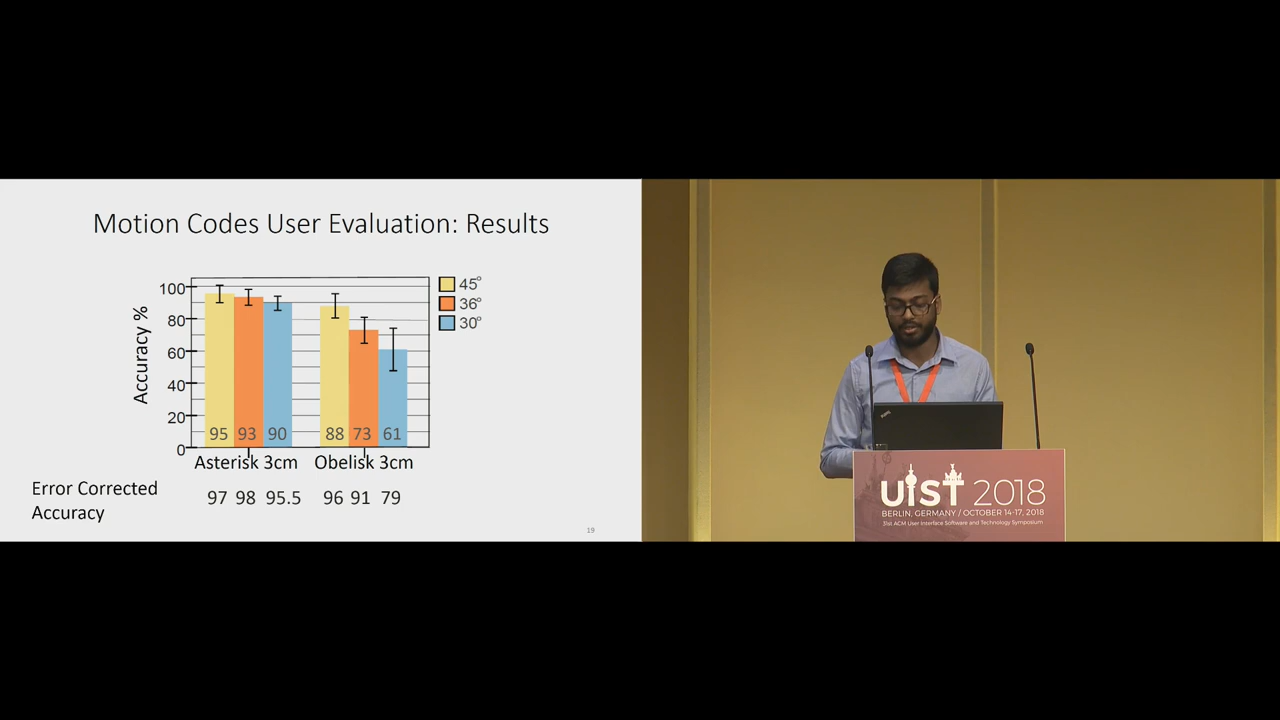 Motion Codes User Evaluation: Results
Accuracy %
100
80
60
40
20
0
45°
36°
30°
95 93 90 88 73 61
Asterisk 3cm Obelisk 3cm
Error Corrected
Accuracy
97 98 95.5 96 91 79
19
UIST 2018
BERLIN, GERMANY / OCTOBER 14-17, 2018
31st ACM User Interface Software and Technology Symposium